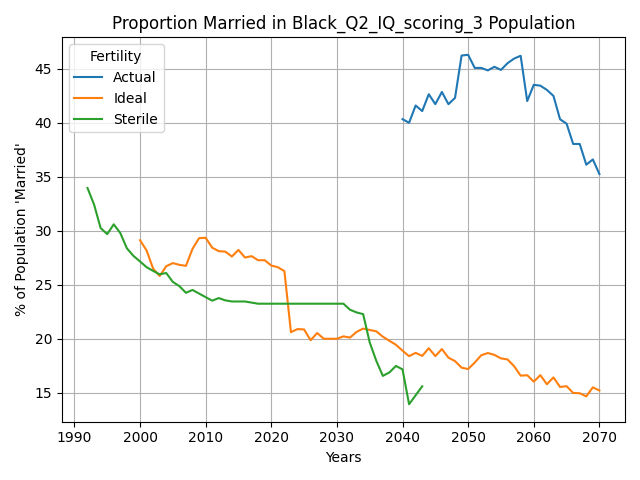 Proportion Married in Black_Q2_IQ_scoring_3 Population
Fertility
Actual
Ideal
Sterile
% of Population 'Married'
45
40
35
30
25
20
15
1990 2000 2010 2020 2030 2040 2050 2060 2070
Years